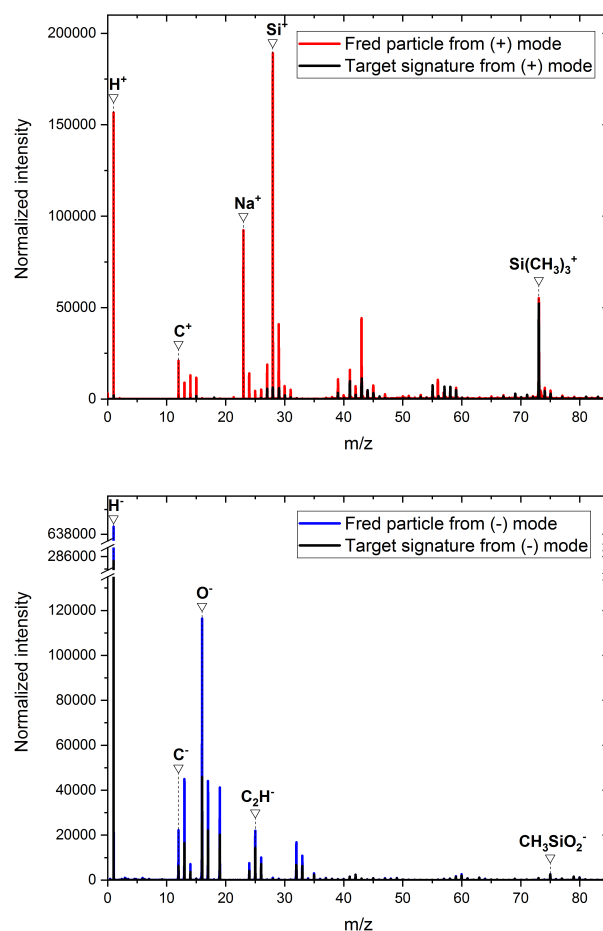 200000
150000
100000
50000
0
Normalized intensity
H⁺
C⁺
Na⁺
Si⁺
Si(CH₃)₃⁺
Fred particle from (+) mode
Target signature from (+) mode
0 10 20 30 40 50 60 70 80
m/z
638000
286000
120000
100000
80000
60000
40000
20000
0
Normalized intensity
H⁻
C⁻
O⁻
C₂H⁻
CH₃SiO₂⁻
Fred particle from (-) mode
Target signature from (-) mode
0 10 20 30 40 50 60 70 80
m/z